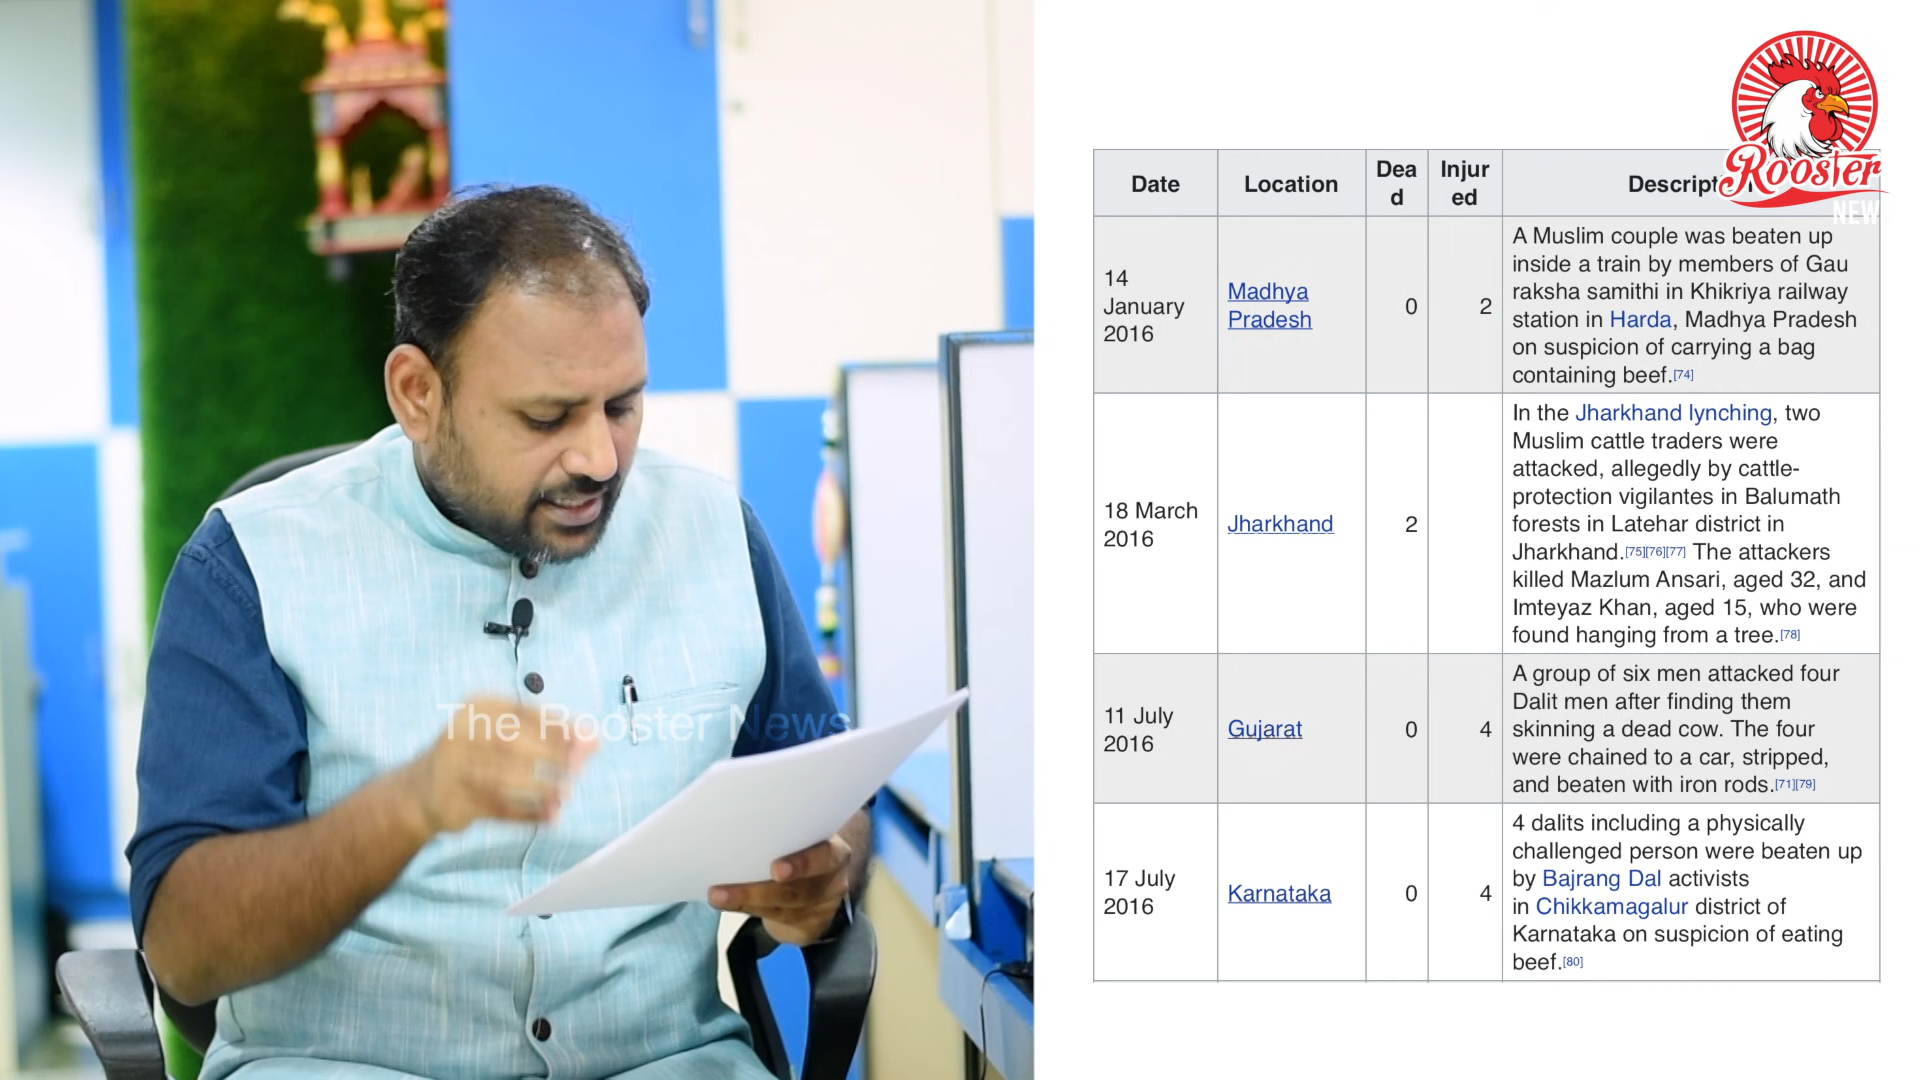 Rooster
NEWS
The Rooster News
Date
Location
Dea
d
Injur
ed
Descript
14
January
2016
Madhya
Pradesh
0
2
A Muslim couple was beaten up
inside a train by members of Gau
raksha samithi in Khikriya railway
station in Harda, Madhya Pradesh
on suspicion of carrying a bag
containing beef.[74]
18 March
2016
Jharkhand
2
In the Jharkhand lynching, two
Muslim cattle traders were
attacked, allegedly by cattle-
protection vigilantes in Balumath
forests in Latehar district in
Jharkhand.[75][76][77] The attackers
killed Mazlum Ansari, aged 32, and
Imteyaz Khan, aged 15, who were
found hanging from a tree.[78]
11 July
2016
Gujarat
0
4
A group of six men attacked four
Dalit men after finding them
skinning a dead cow. The four
were chained to a car, stripped,
and beaten with iron rods.[71][79]
17 July
2016
Karnataka
0
4
4 dalits including a physically
challenged person were beaten up
by Bajrang Dal activists
in Chikkamagalur district of
Karnataka on suspicion of eating
beef.[80]